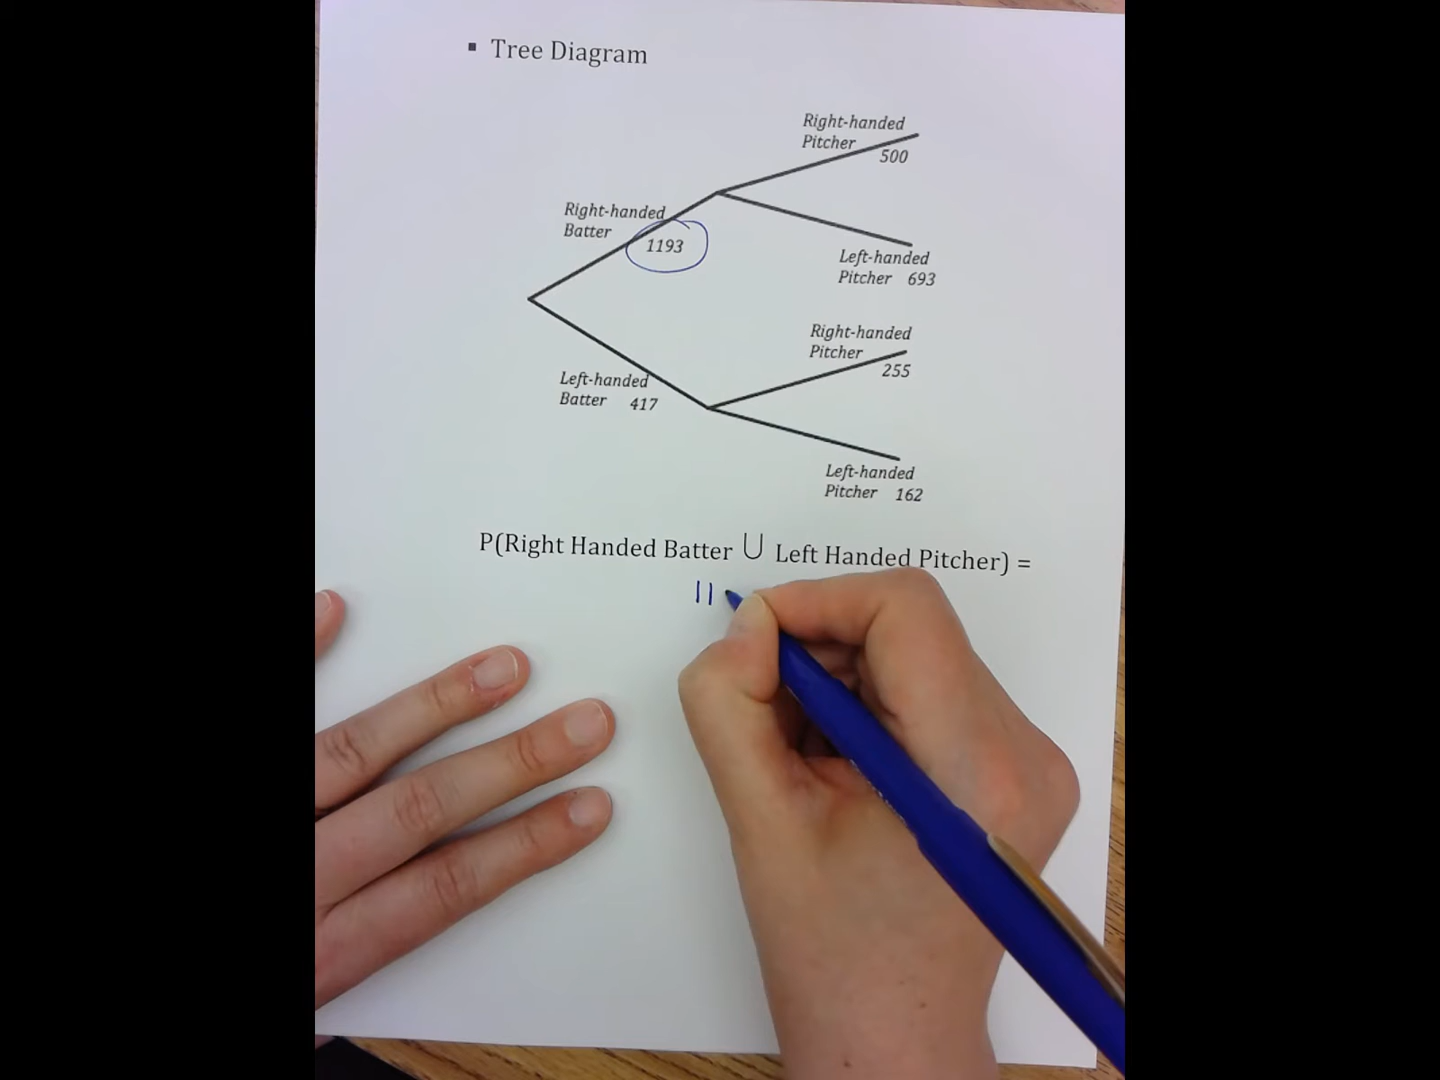 ▪ Tree Diagram
Right-handed
Pitcher
500
Right-handed
Batter
1193
Left-handed
Pitcher 693
Right-handed
Pitcher
255
Left-handed
Batter 417
Left-handed
Pitcher 162
P(Right Handed Batter ∪ Left Handed Pitcher) =
11